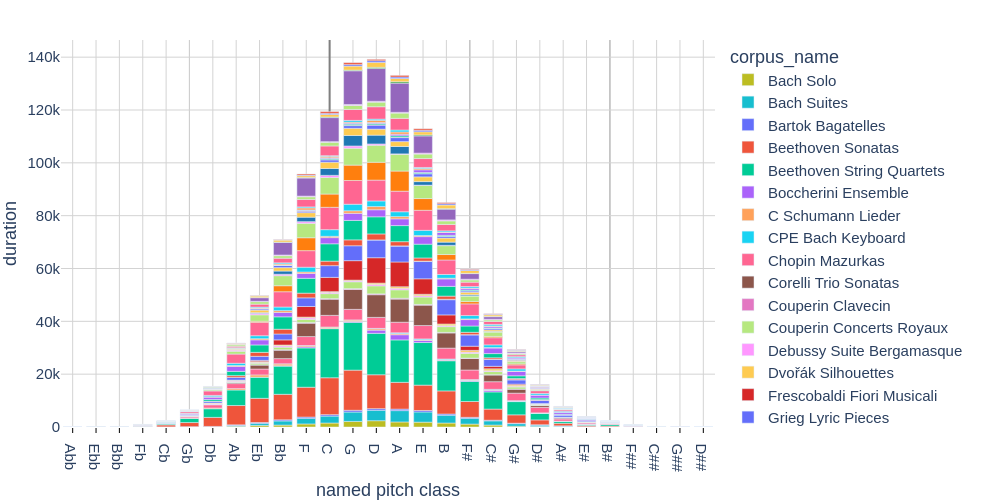 140k
120k
100k
80k
60k
40k
20k
0
duration
Abb
Ebb
Bbb
Fb
Cb
Gb
Db
Ab
Eb
Bb
F
C
G
D
A
E
B
F#
C#
G#
D#
A#
E#
B#
F##
C##
G##
D##
named pitch class
corpus_name
Bach Solo
Bach Suites
Bartok Bagatelles
Beethoven Sonatas
Beethoven String Quartets
Boccherini Ensemble
C Schumann Lieder
CPE Bach Keyboard
Chopin Mazurkas
Corelli Trio Sonatas
Couperin Clavecin
Couperin Concerts Royaux
Debussy Suite Bergamasque
Dvořák Silhouettes
Frescobaldi Fiori Musicali
Grieg Lyric Pieces